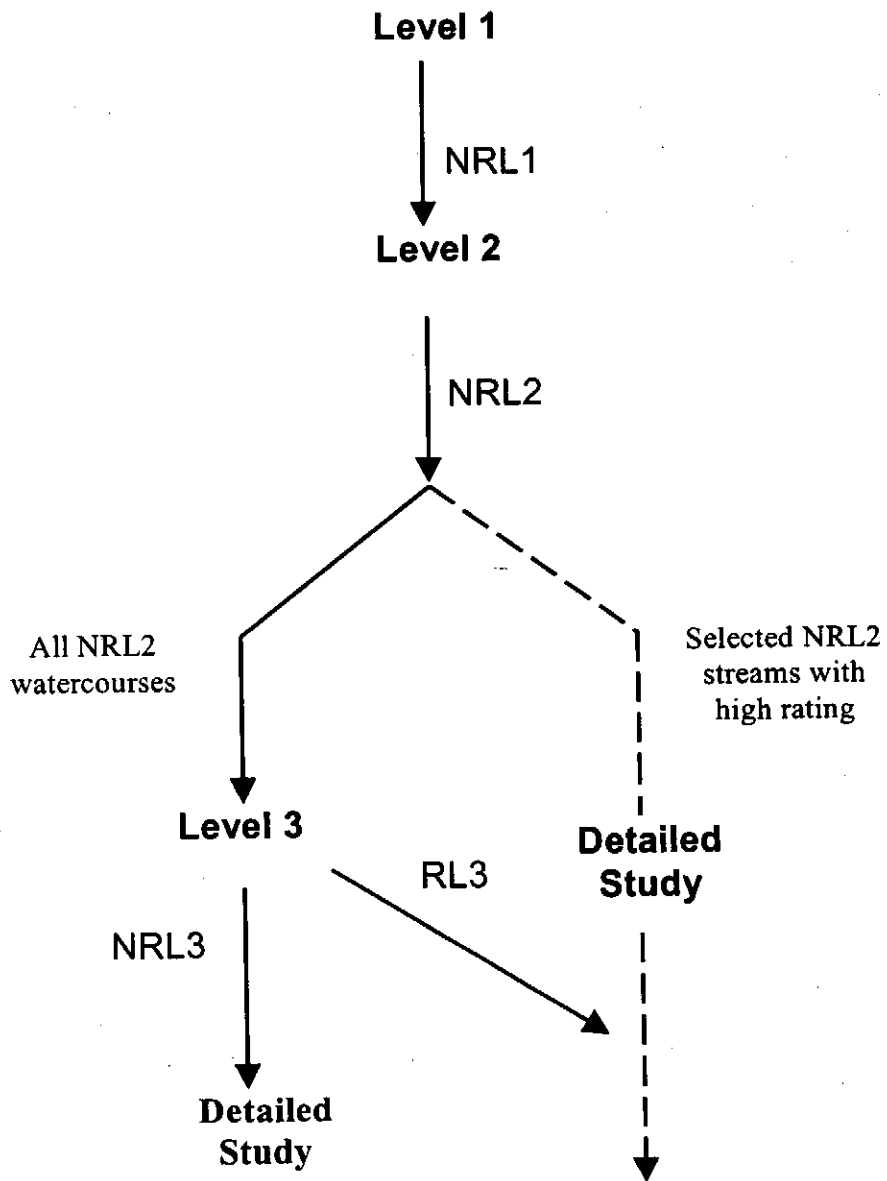 Level 1
NRL1
Level 2
NRL2
All NRL2
watercourses
Selected NRL2
streams with
high rating
Level 3
RL3
Detailed
Study
NRL3
Detailed
Study